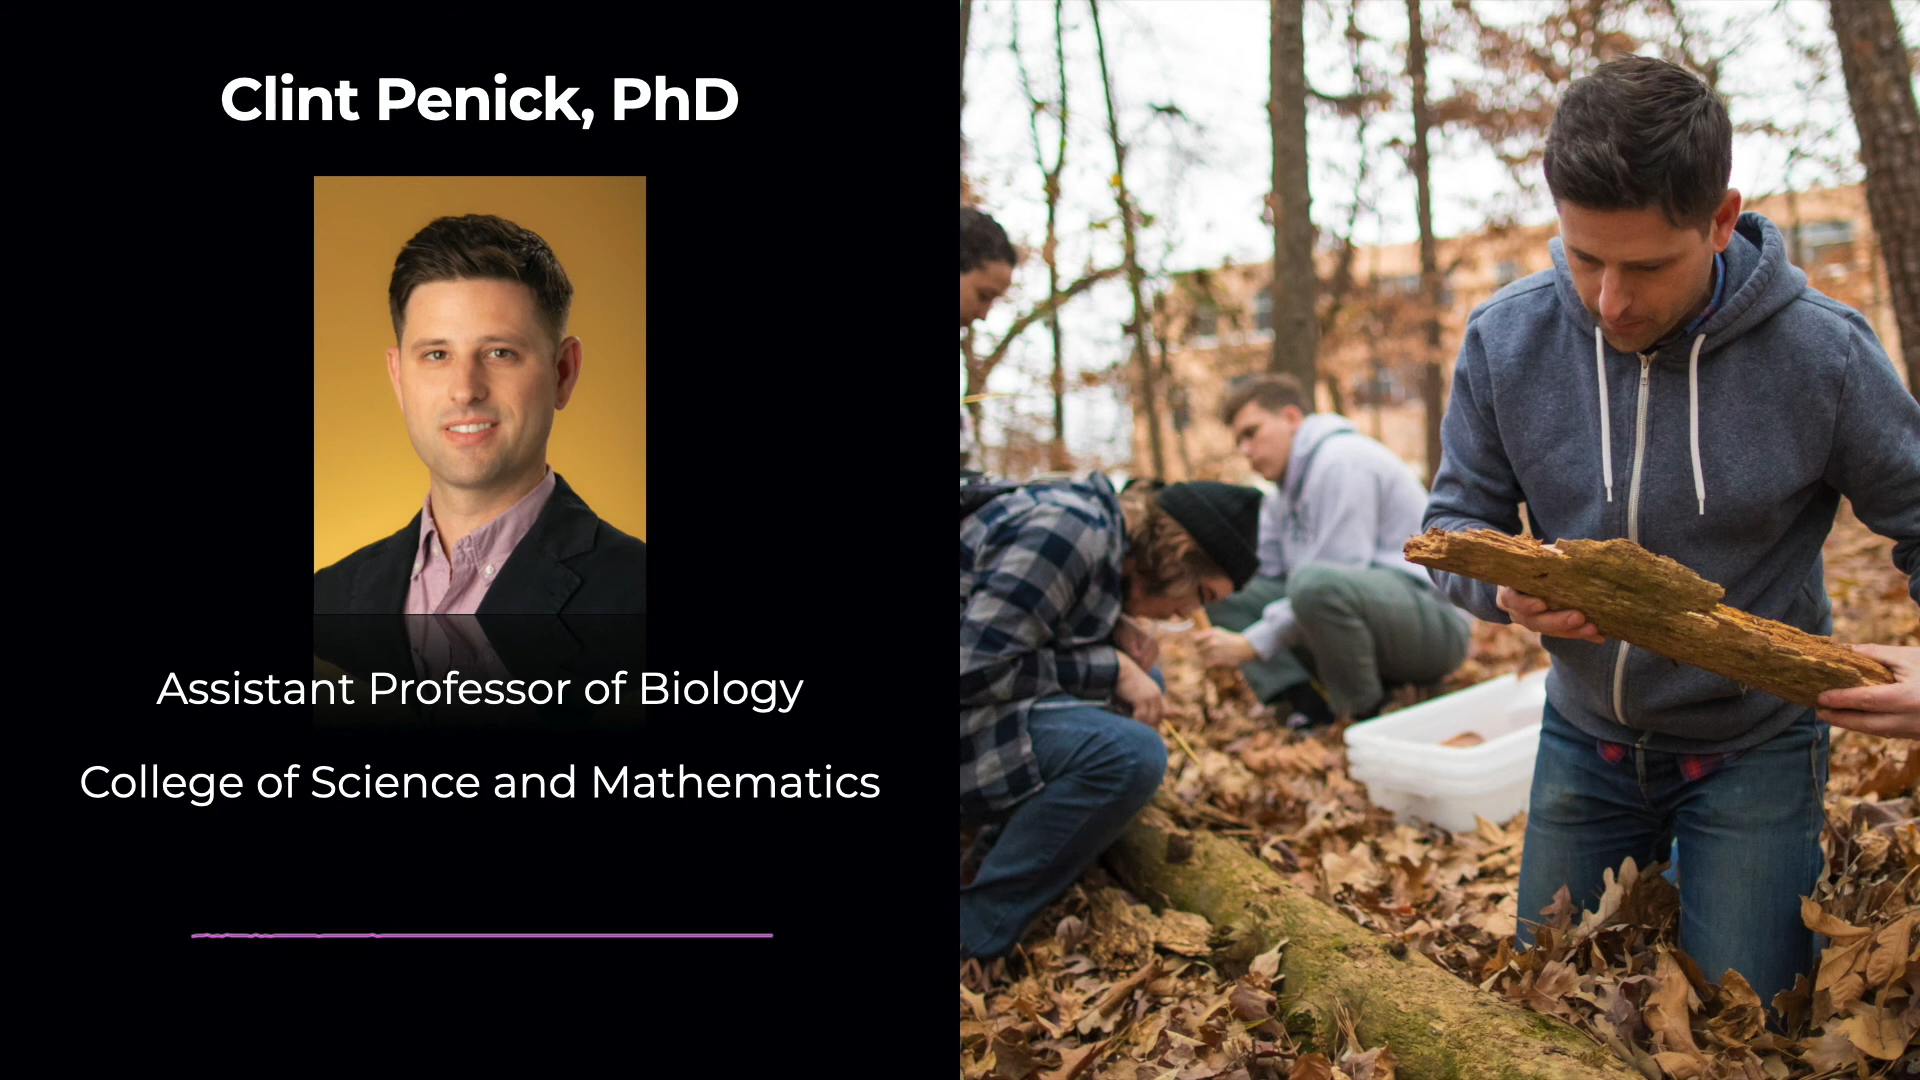 Clint Penick, PhD
Assistant Professor of Biology
College of Science and Mathematics